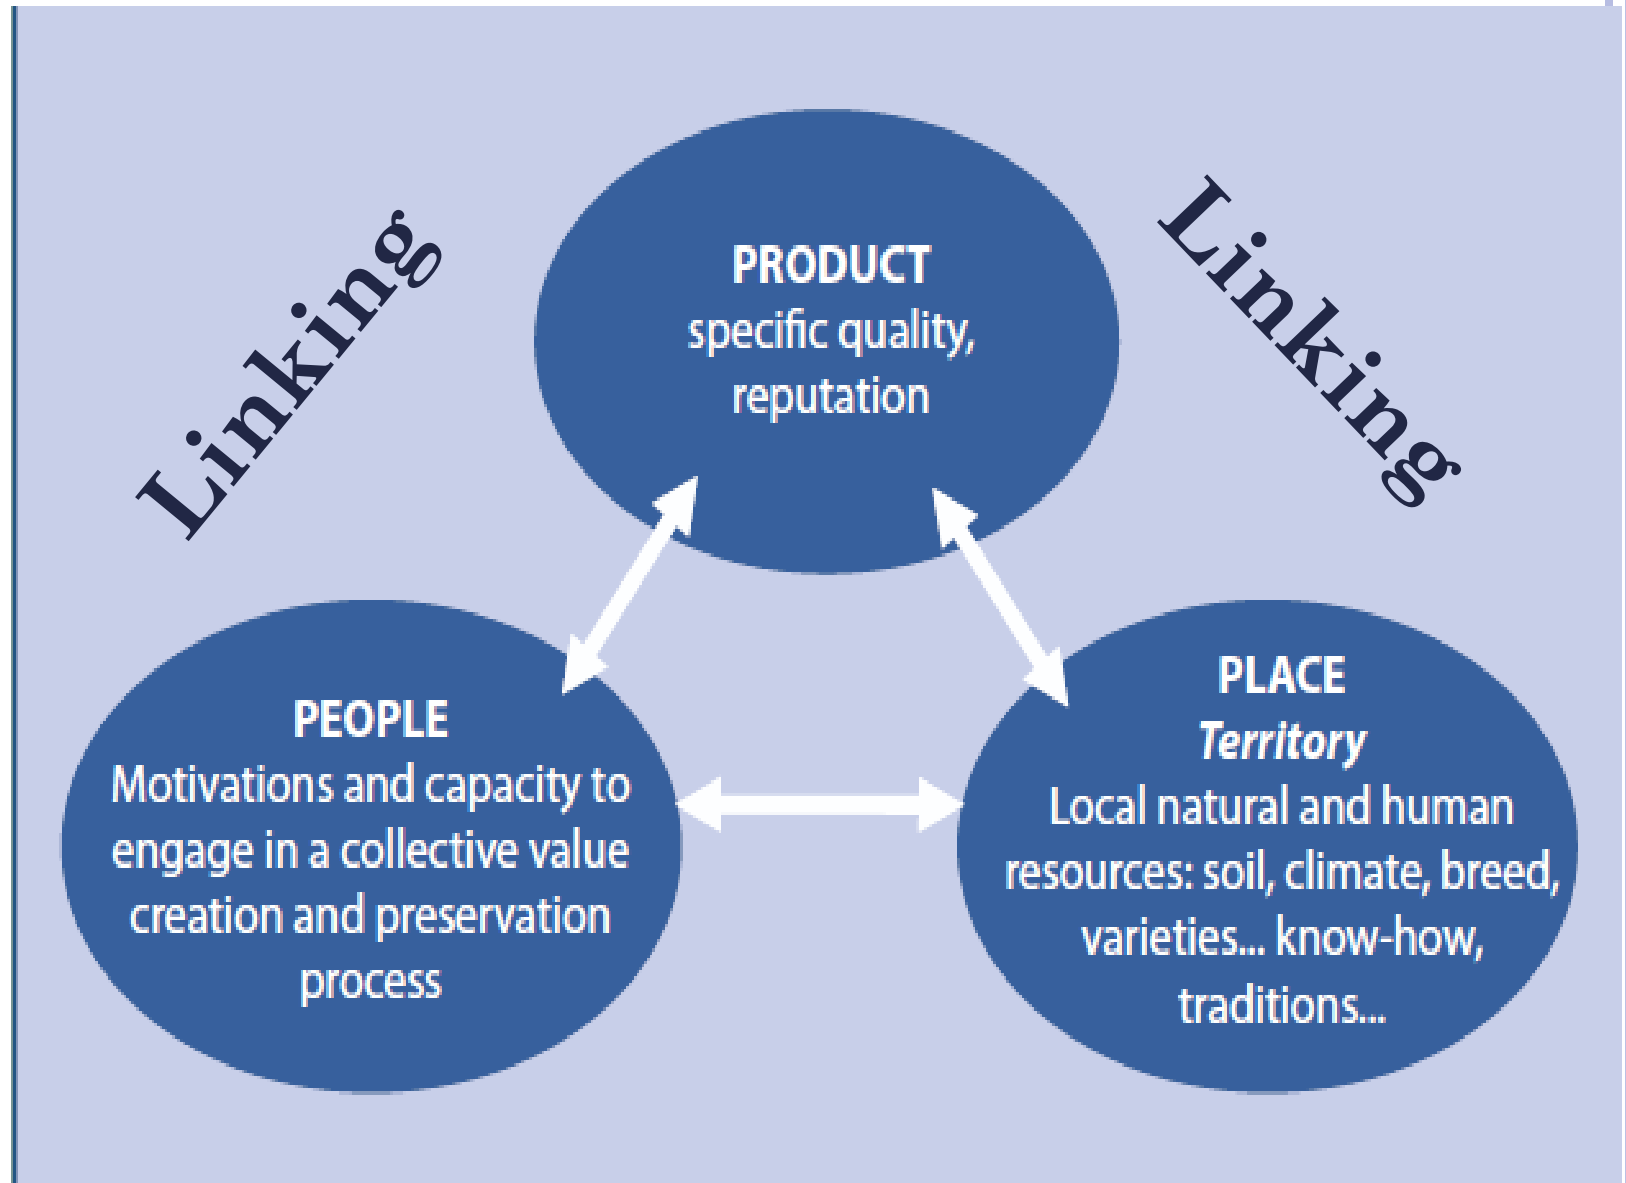 Linking
Linking
PRODUCT
specific quality,
reputation
PEOPLE
Motivations and capacity to
engage in a collective value
creation and preservation
process
PLACE
Territory
Local natural and human
resources: soil, climate, breed,
varieties... know-how,
traditions...